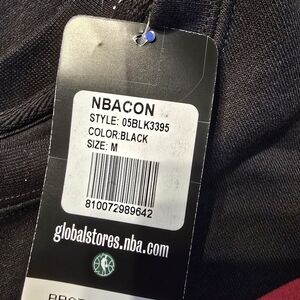 NBACON
STYLE: 05BLK3395
COLOR:BLACK
SIZE: M
810072989642
globalstores.nba.com